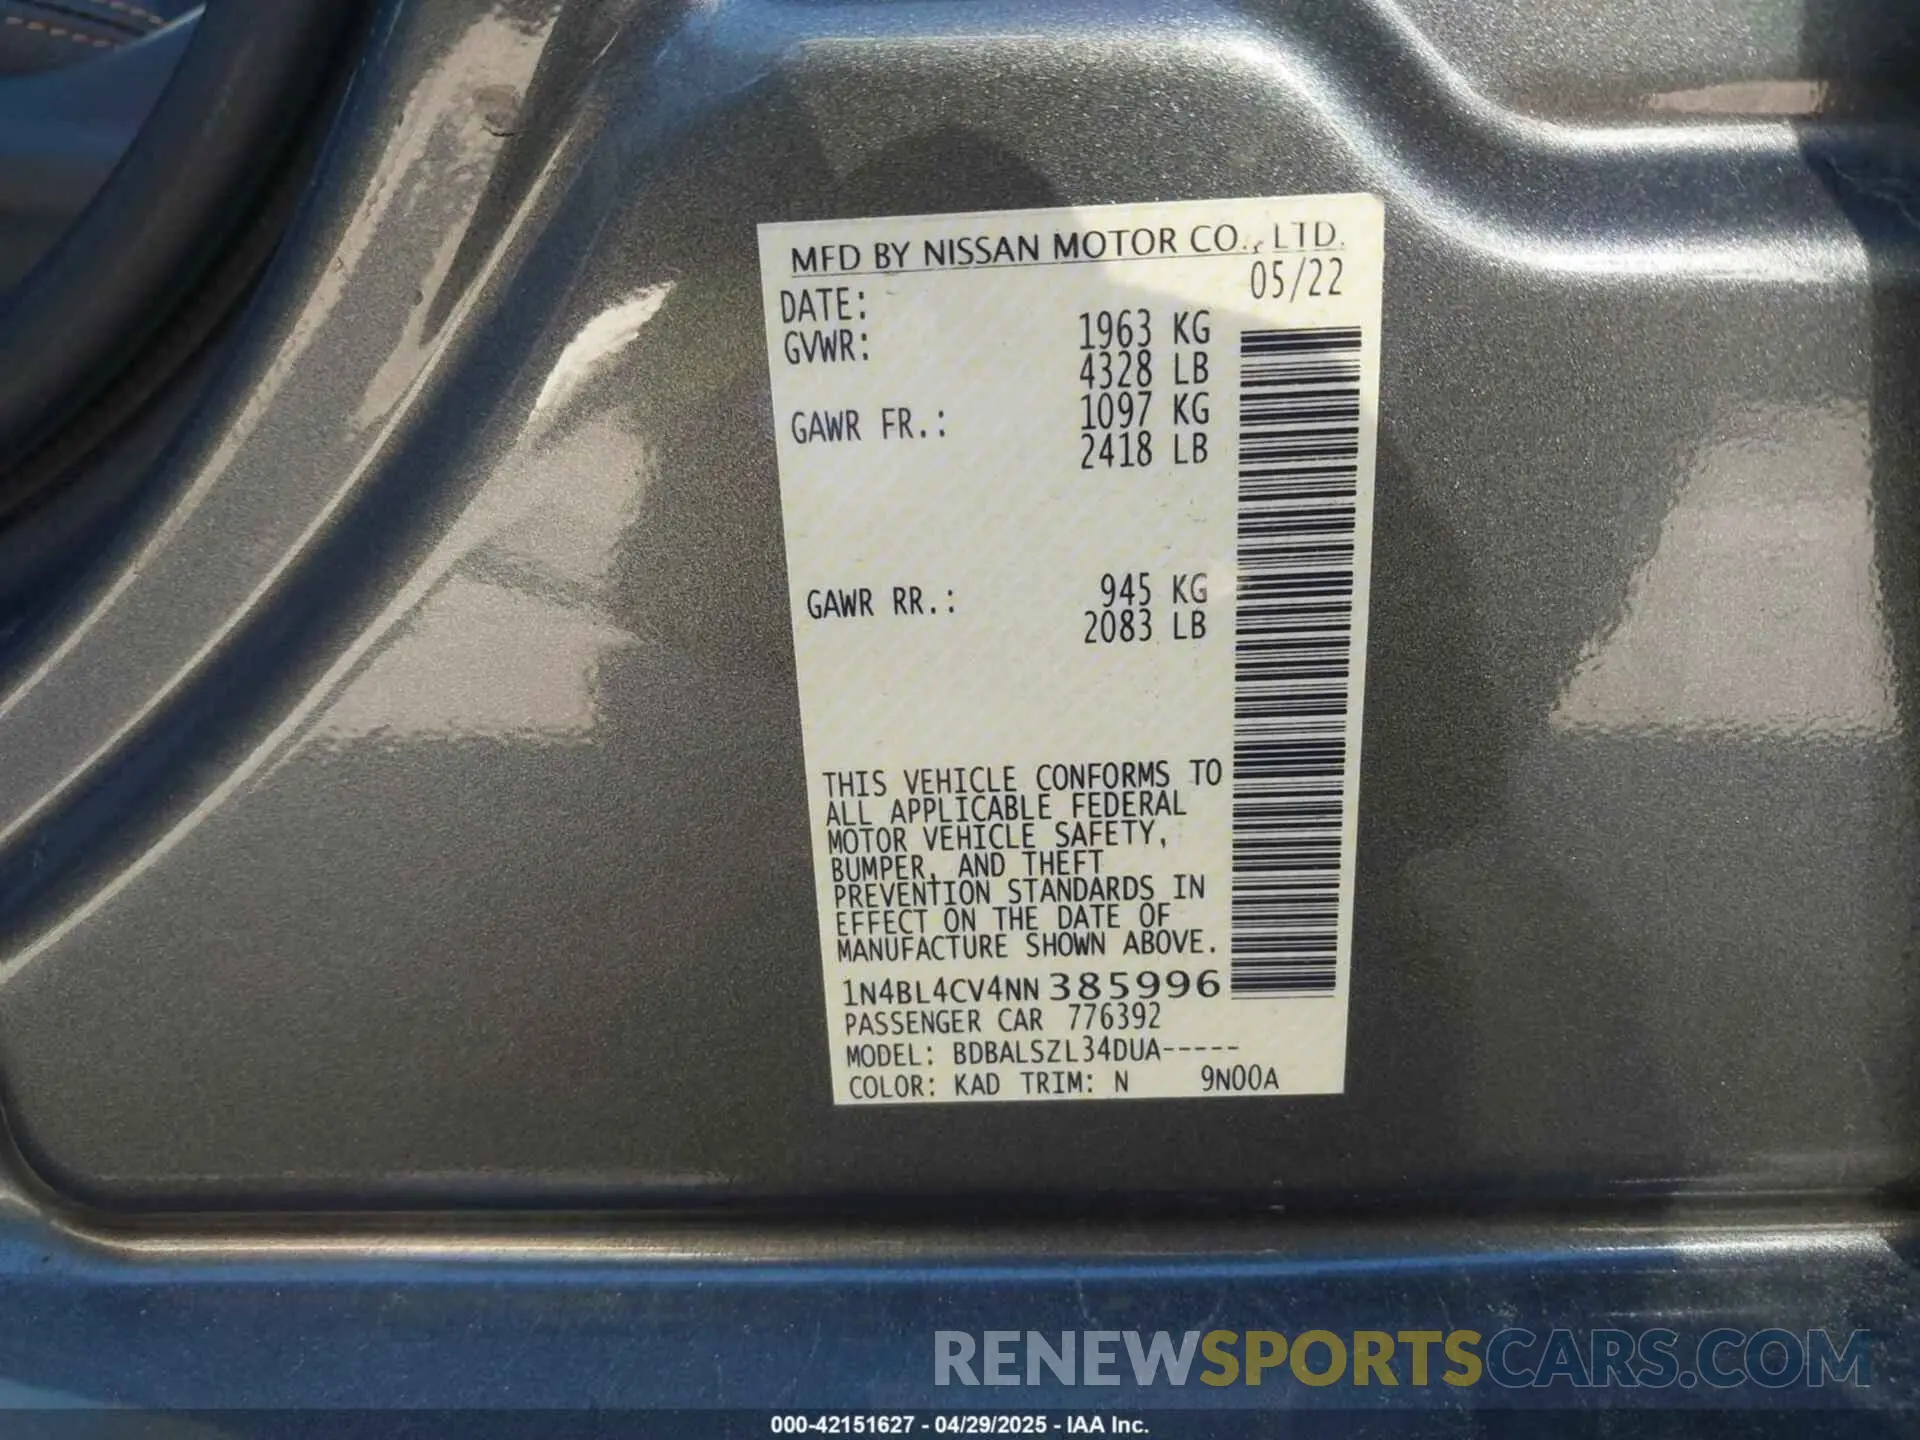 MFD BY NISSAN MOTOR CO., LTD.
DATE: 05/22
GVWR: 1963 KG
4328 LB
GAWR FR.: 1097 KG
2418 LB
GAWR RR.: 945 KG
2083 LB
THIS VEHICLE CONFORMS TO
ALL APPLICABLE FEDERAL
MOTOR VEHICLE SAFETY,
BUMPER, AND THEFT
PREVENTION STANDARDS IN
EFFECT ON THE DATE OF
MANUFACTURE SHOWN ABOVE.
1N4BL4CV4NN385996
PASSENGER CAR 776392
MODEL: BDBALSZL34DUA-----
COLOR: KAD TRIM: N 9N00A
RENEWSPORTSCARS.COM
000-42151627 - 04/29/2025 - IAA Inc.